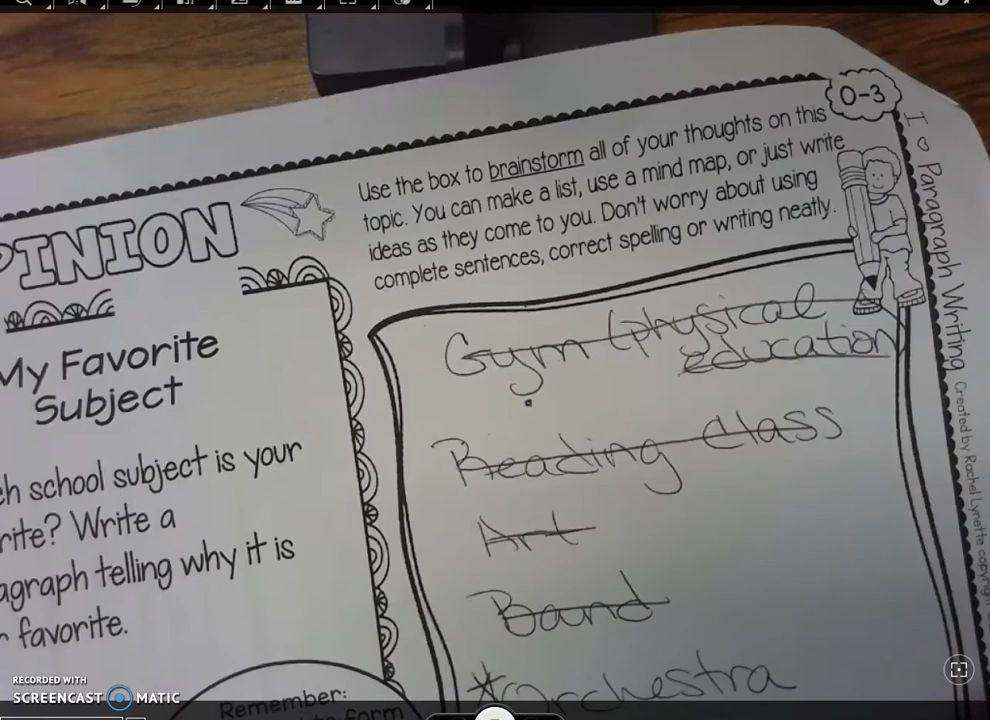 O-3
I ♡ Paragraph Writing Created by Rachel Lynette copyright
Use the box to brainstorm all of your thoughts on this
topic. You can make a list, use a mind map, or just write
ideas as they come to you. Don't worry about using
complete sentences, correct spelling or writing neatly.
PINION
My Favorite
Subject
ch school subject is your
rite? Write a
agraph telling why it is
r favorite.
Remember:
to form
Gym (physical
education
Reading Class
Art
Band
*Orchestra
RECORDED WITH
SCREENCAST MATIC